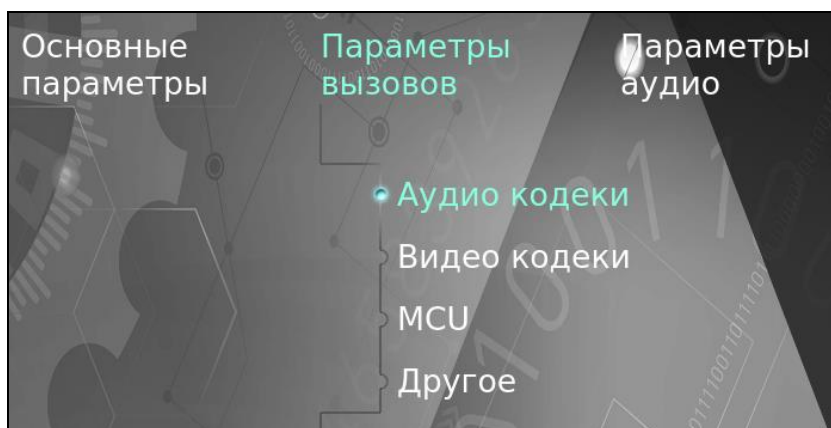 Основные
параметры
Параметры
вызовов
Параметры
аудио
Аудио кодеки
Видео кодеки
MCU
Другое